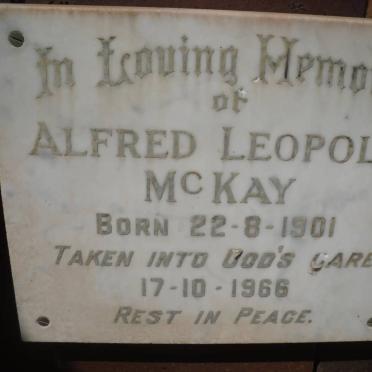 In Loving Memor
of
ALFRED LEOPOL
McKAY
BORN 22-8-1901
TAKEN INTO GOD'S CARE
17-10-1966
REST IN PEACE.